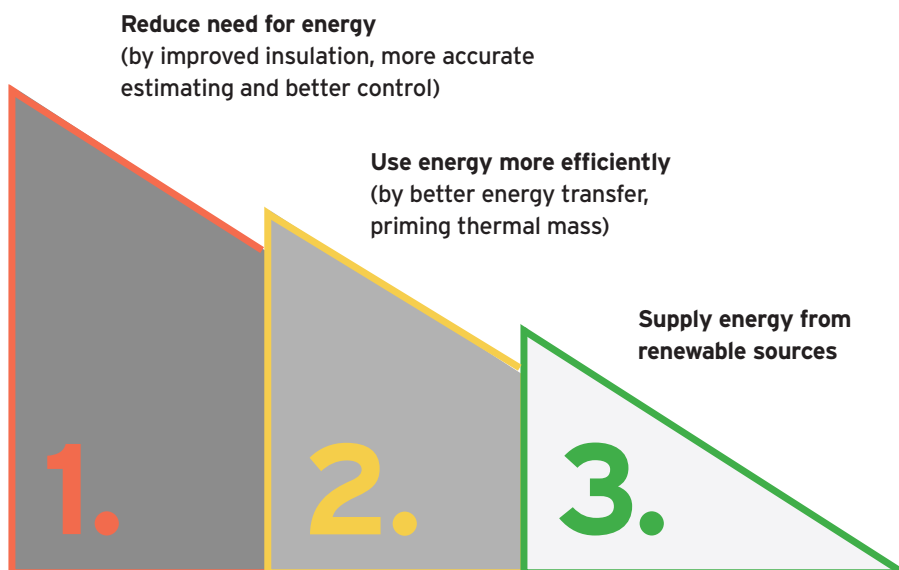 Reduce need for energy
(by improved insulation, more accurate
estimating and better control)
Use energy more efficiently
(by better energy transfer,
priming thermal mass)
Supply energy from
renewable sources
1.
2.
3.